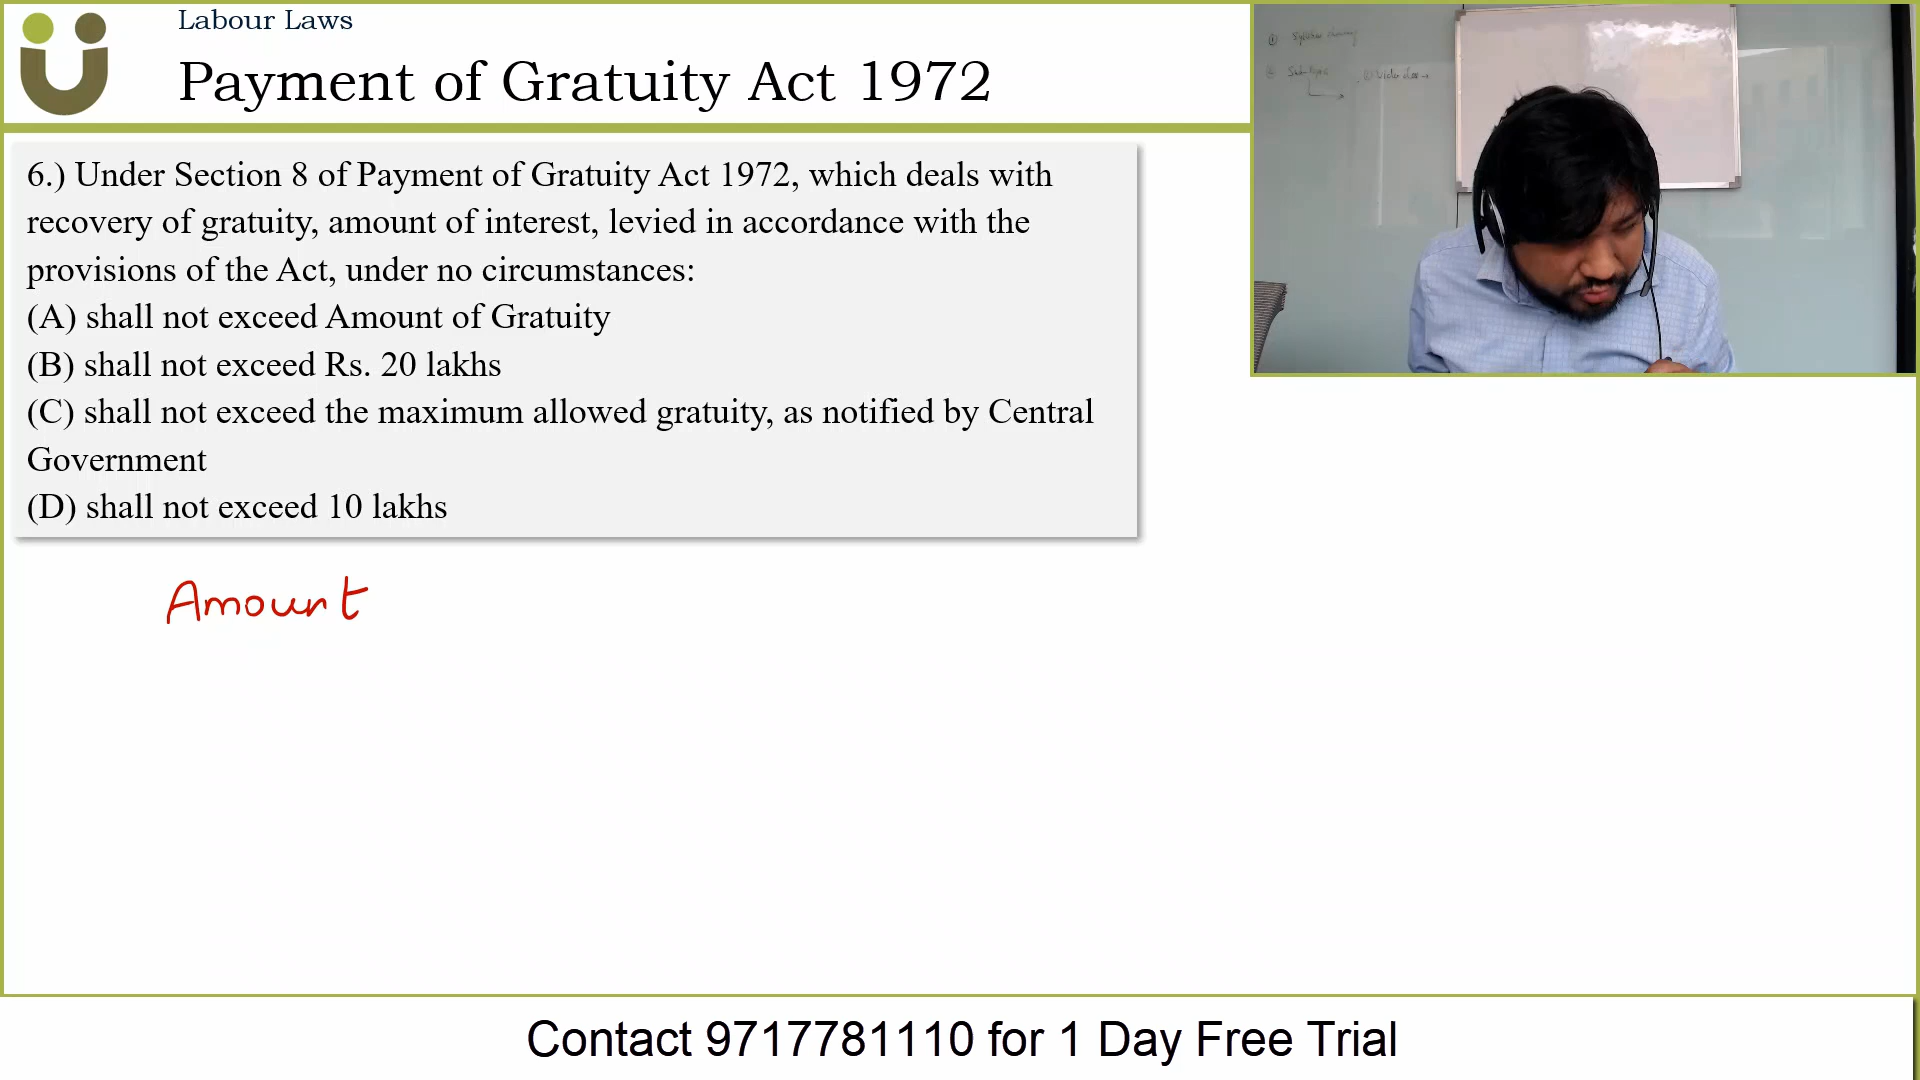 Labour Laws
Payment of Gratuity Act 1972
6.) Under Section 8 of Payment of Gratuity Act 1972, which deals with
recovery of gratuity, amount of interest, levied in accordance with the
provisions of the Act, under no circumstances:
(A) shall not exceed Amount of Gratuity
(B) shall not exceed Rs. 20 lakhs
(C) shall not exceed the maximum allowed gratuity, as notified by Central
Government
(D) shall not exceed 10 lakhs
Amount
Contact 9717781110 for 1 Day Free Trial